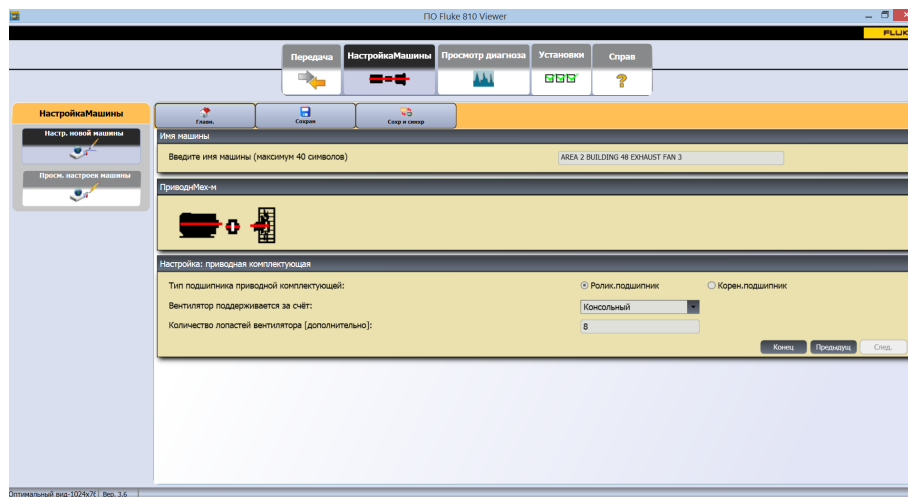 ПО Fluke 810 Viewer
FLUK
Передача
НастройкаМашины
Просмотр диагноза
Установки
Справ
НастройкаМашины
Настр. новой машины
Просм. настроек машины
Главн.
Сохран
Сохр и синхр
Имя машины
Введите имя машины (максимум 40 символов)
AREA 2 BUILDING 48 EXHAUST FAN 3
ПриводнМех-м
Настройка: приводная комплектующая
Тип подшипника приводной комплектующей:
Ролик.подшипник
Корен.подшипник
Вентилятор поддерживается за счёт:
Консольный
Количество лопастей вентилятора [дополнительно]:
8
Конец
Предыдущ
След.
Оптимальный вид-1024x76
Вер. 3.6